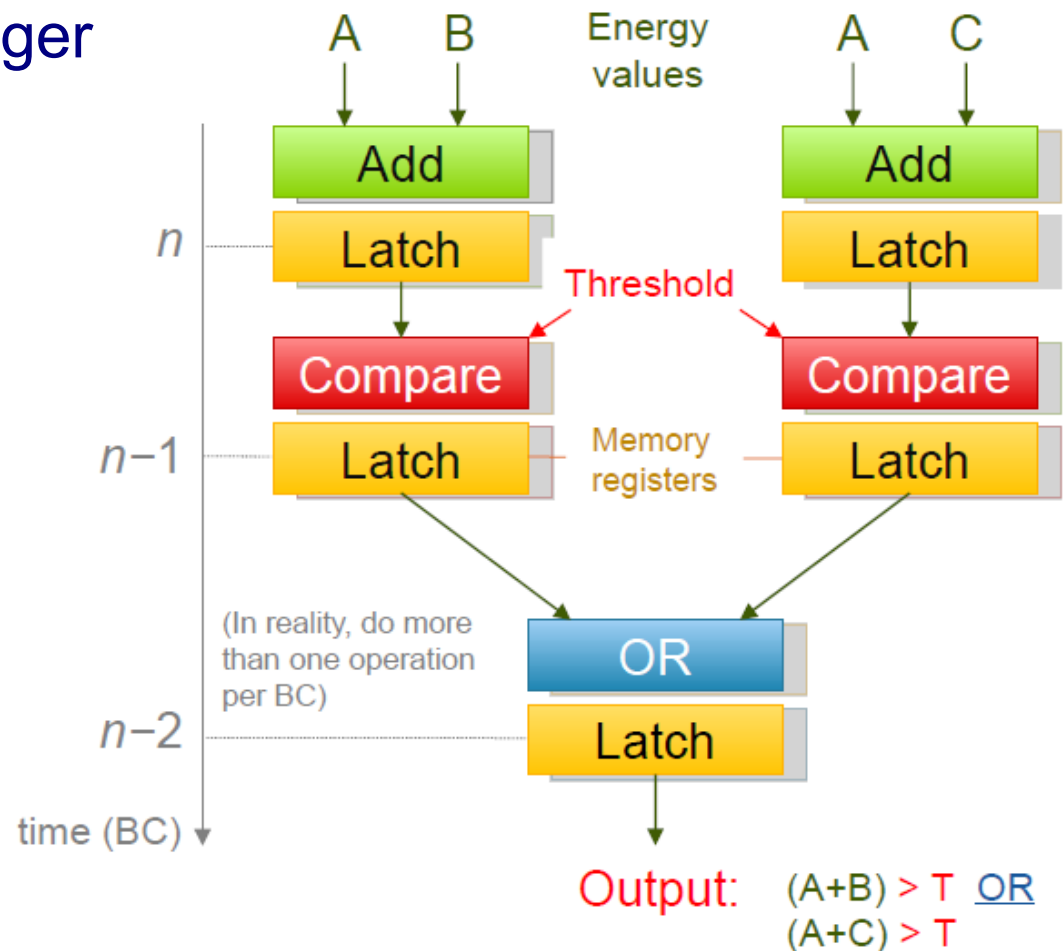 ger
A B Energy values A C
Add Add
n Latch Latch
Threshold
Compare Compare
n−1 Latch Memory registers Latch
(In reality, do more
than one operation
per BC)
OR
n−2 Latch
time (BC)
Output: (A+B) > T OR
(A+C) > T